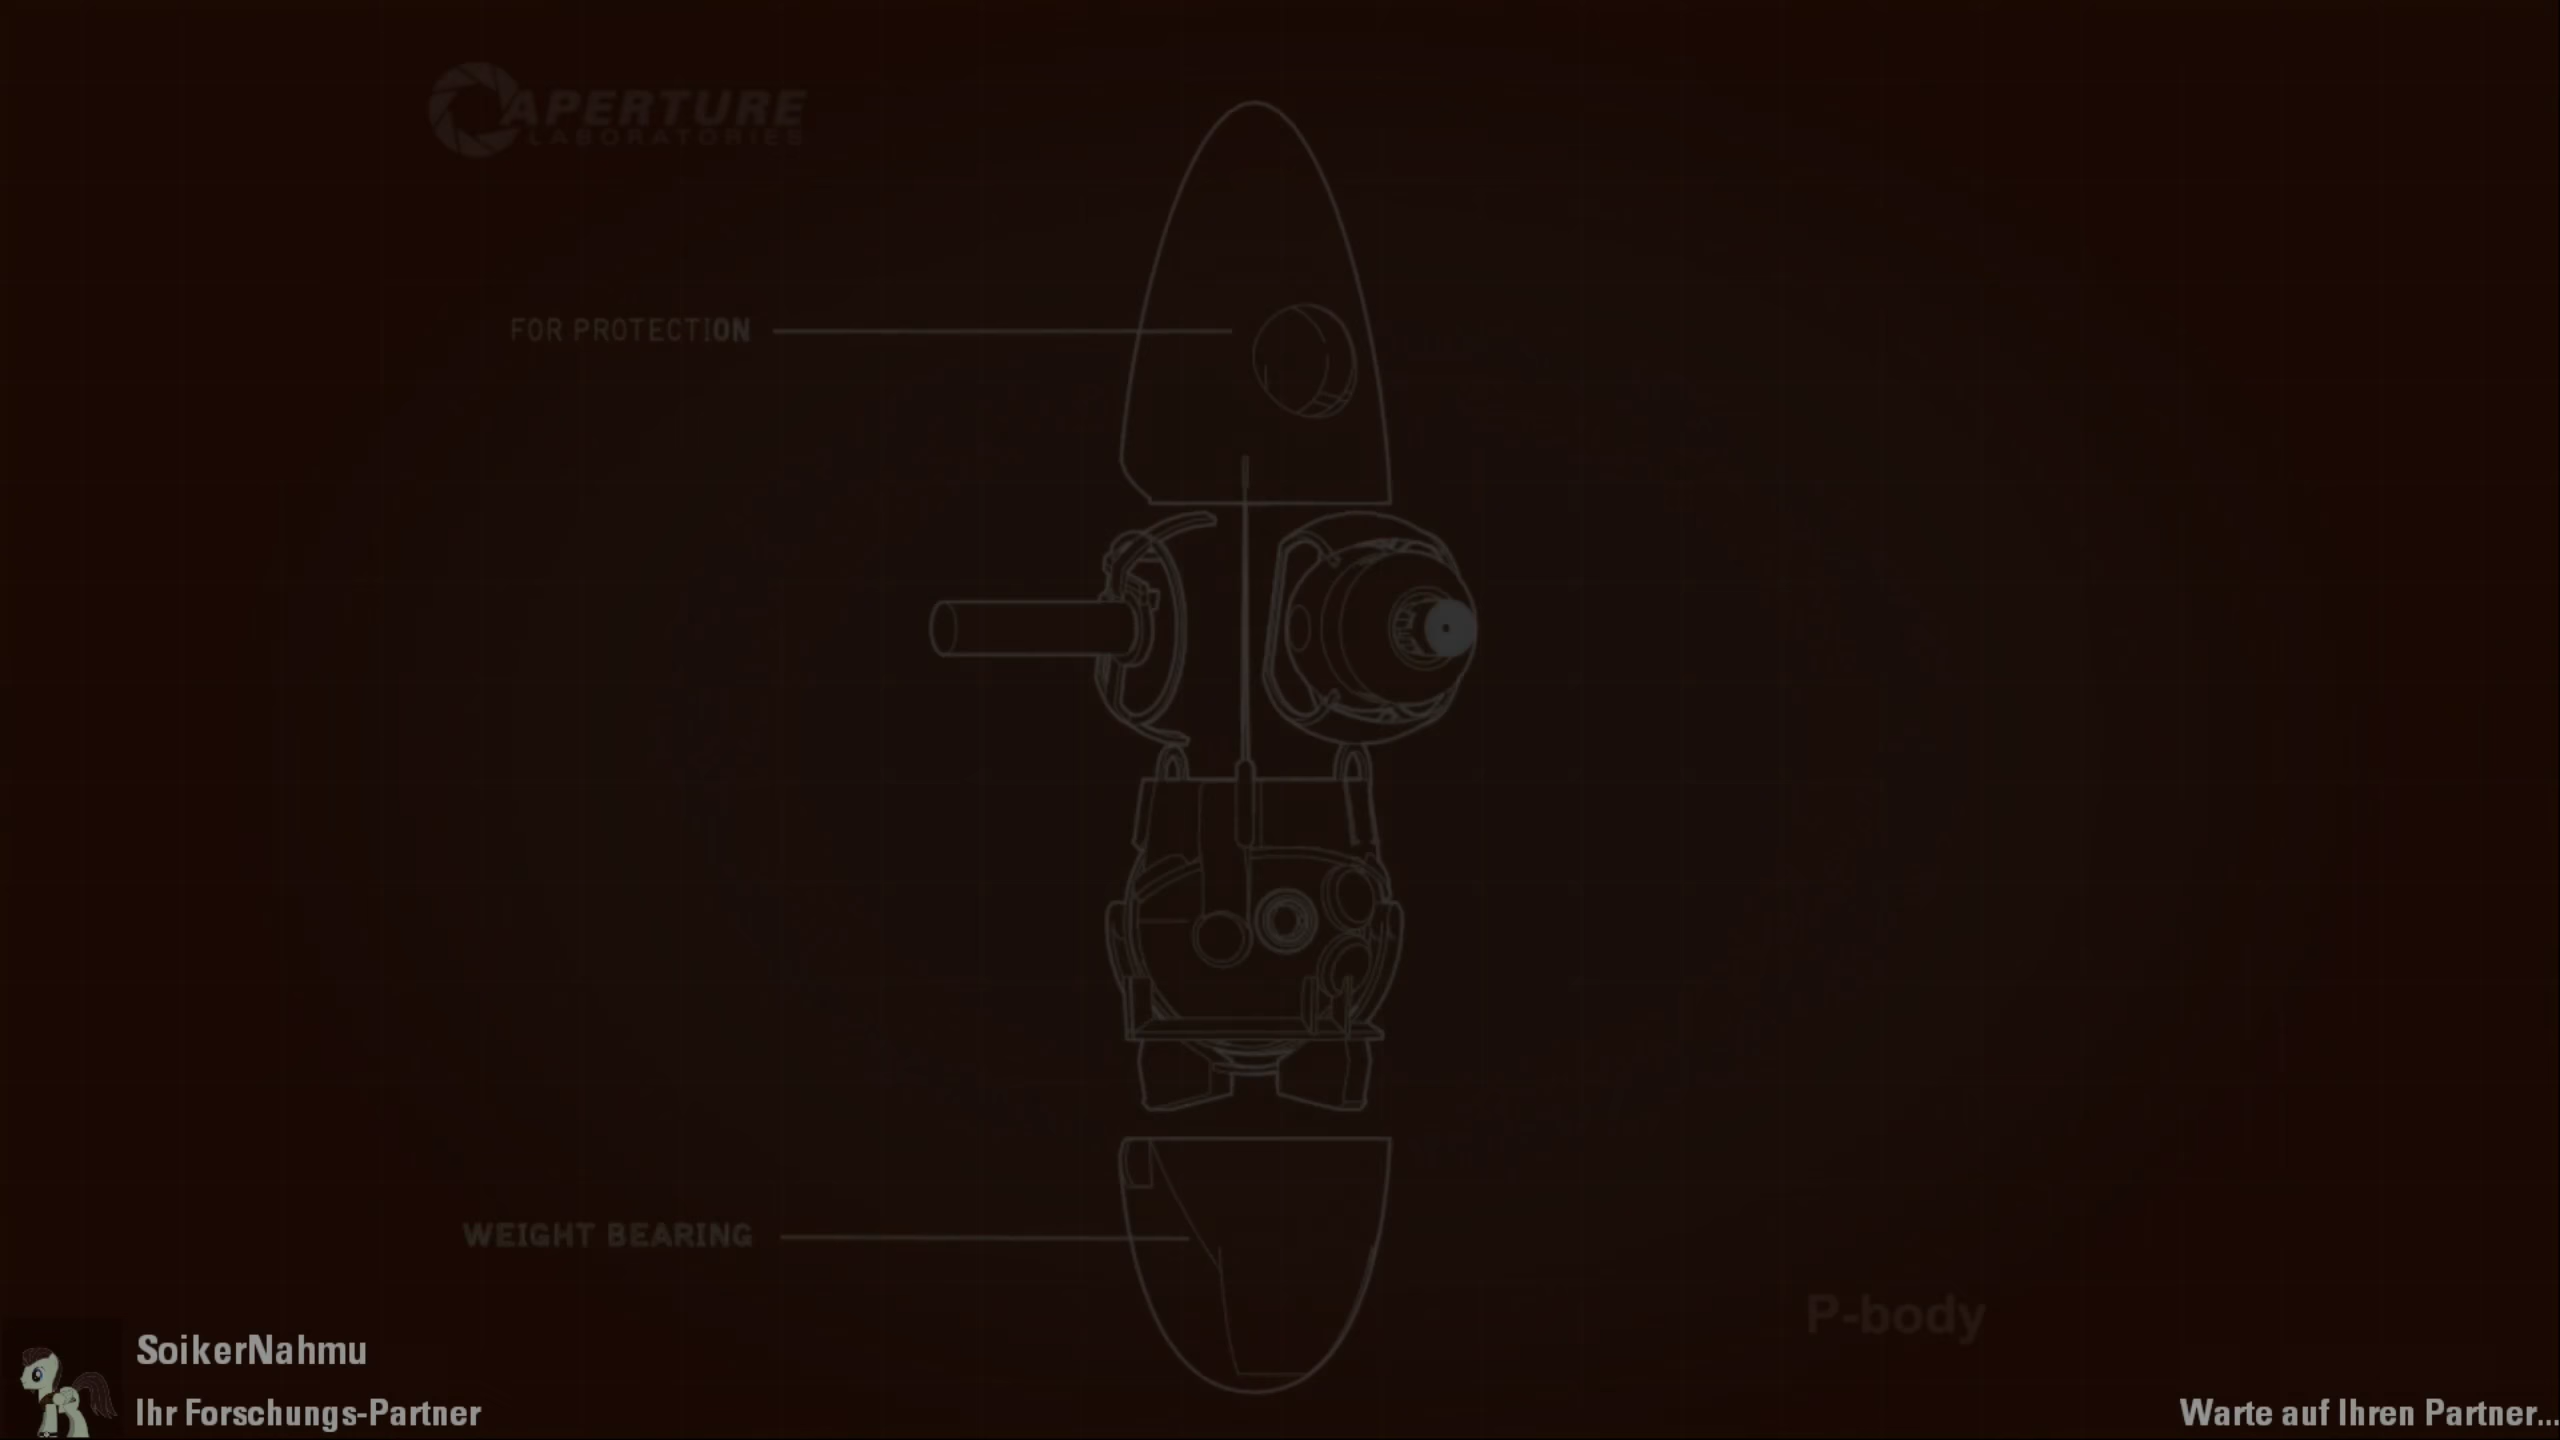 APERTURE
LABORATORIES
FOR PROTECTION
WEIGHT BEARING
P-body
SoikerNahmu
Ihr Forschungs-Partner
Warte auf Ihren Partner...